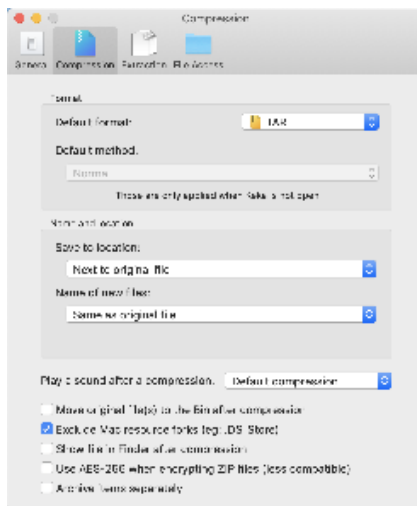 Compression
General Compression Extraction File Access
Format
Default format: TAR
Default method:
Normal
These are only applied when Keka is not open
Name and location
Save to location:
Next to original file
Name of new files:
Same as original file
Play a sound after a compression: Default compression
Move original file(s) to the Bin after compression
Exclude Mac resource forks (eg: .DS_Store)
Show file in Finder after compression
Use AES-256 when encrypting ZIP files (less compatible)
Archive items separately